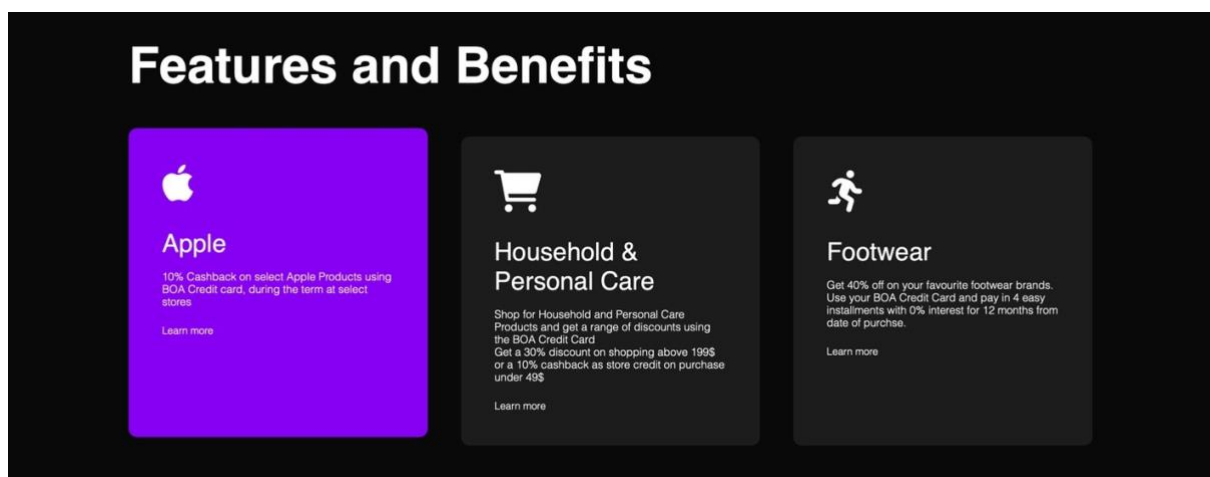 Features and Benefits
Apple
10% Cashback on select Apple Products using
BOA Credit card, during the term at select
stores
Learn more
Household &
Personal Care
Shop for Household and Personal Care
Products and get a range of discounts using
the BOA Credit Card
Get a 30% discount on shopping above 199$
or a 10% cashback as store credit on purchase
under 49$
Learn more
Footwear
Get 40% off on your favourite footwear brands.
Use your BOA Credit Card and pay in 4 easy
installments with 0% interest for 12 months from
date of purchse.
Learn more